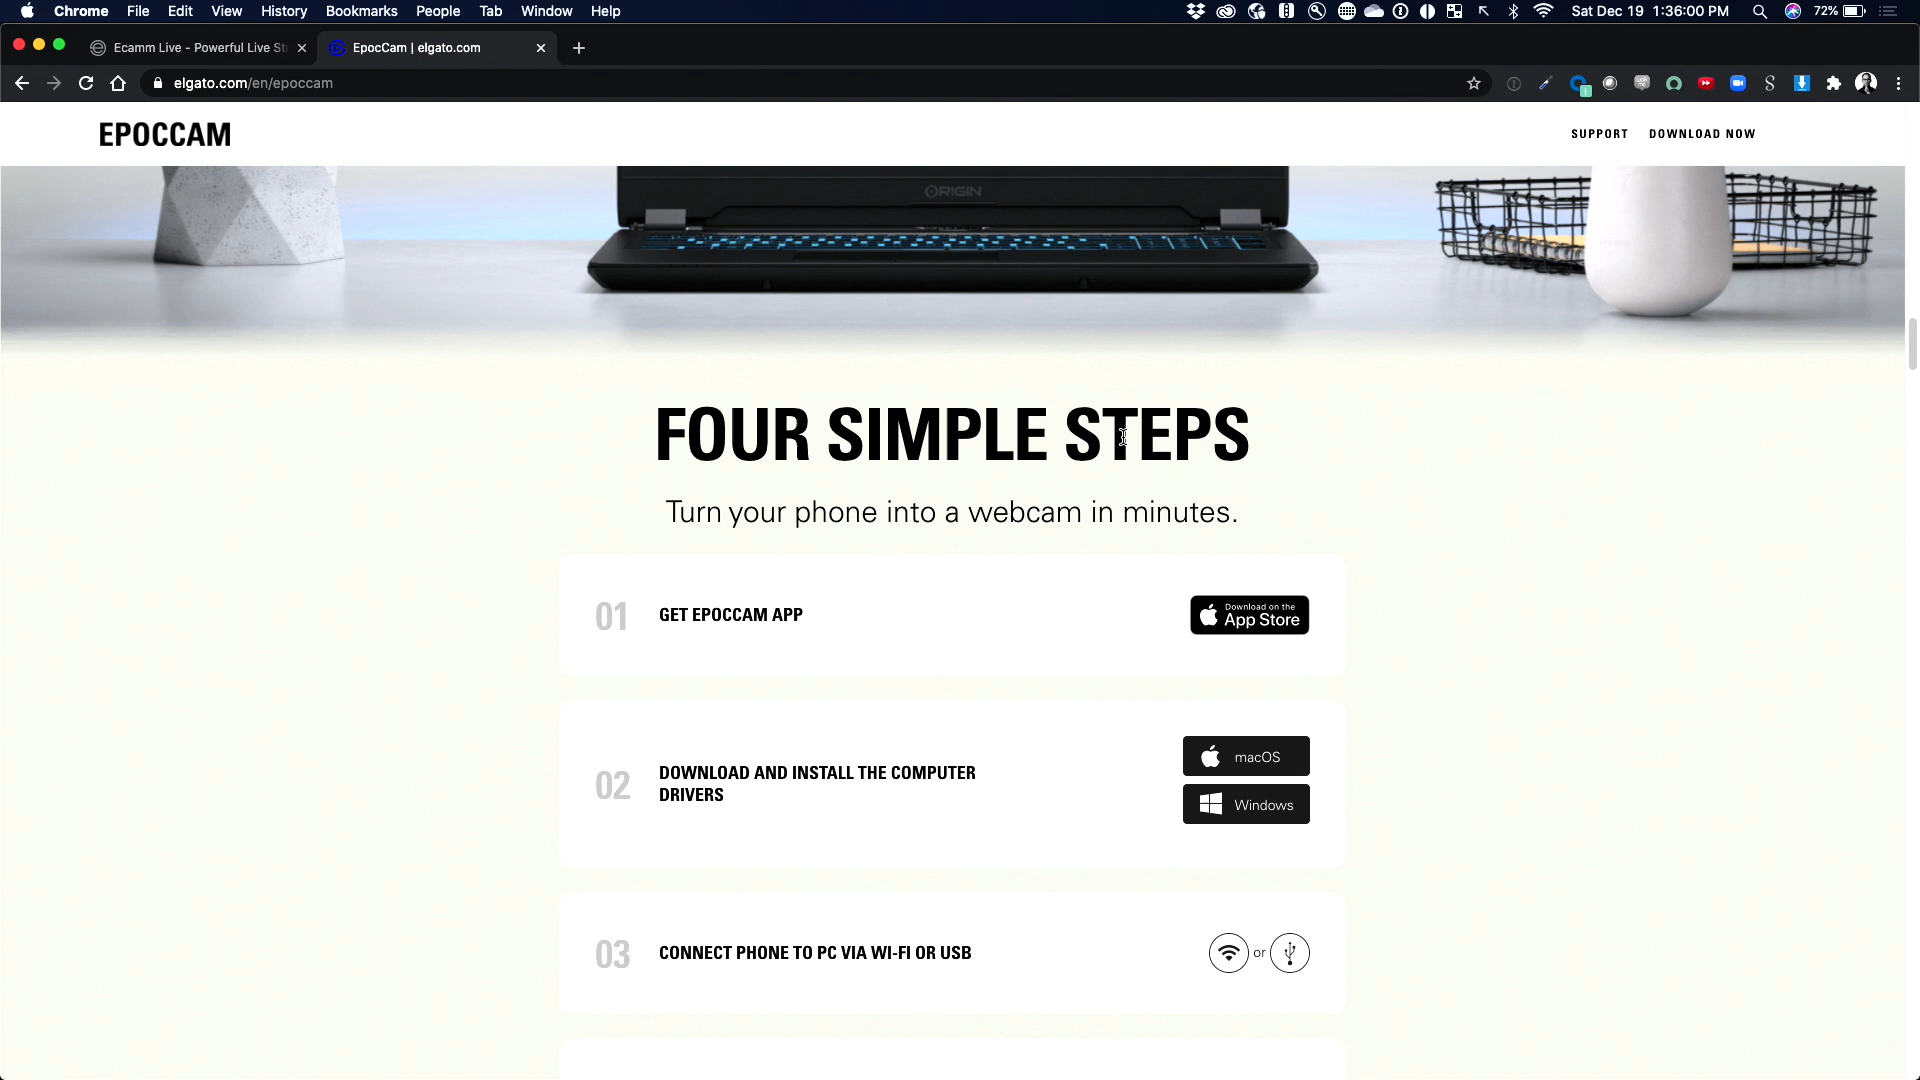 Chrome File Edit View History Bookmarks People Tab Window Help
Sat Dec 19 1:36:00 PM
72%
Ecamm Live - Powerful Live St
EpocCam | elgato.com
elgato.com/en/epoccam
EPOCCAM
SUPPORT
DOWNLOAD NOW
ORIGIN
FOUR SIMPLE STEPS
Turn your phone into a webcam in minutes.
01 GET EPOCCAM APP
Download on the
App Store
02 DOWNLOAD AND INSTALL THE COMPUTER
DRIVERS
macOS
Windows
03 CONNECT PHONE TO PC VIA WI-FI OR USB
or